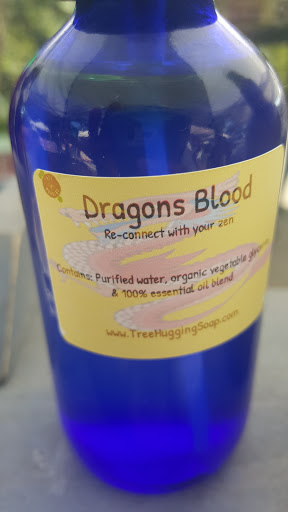 Dragons Blood
Re-connect with your zen
Contains: Purified water, organic vegetable glycerin
& 100% essential oil blend
www.TreeHuggingSoap.com